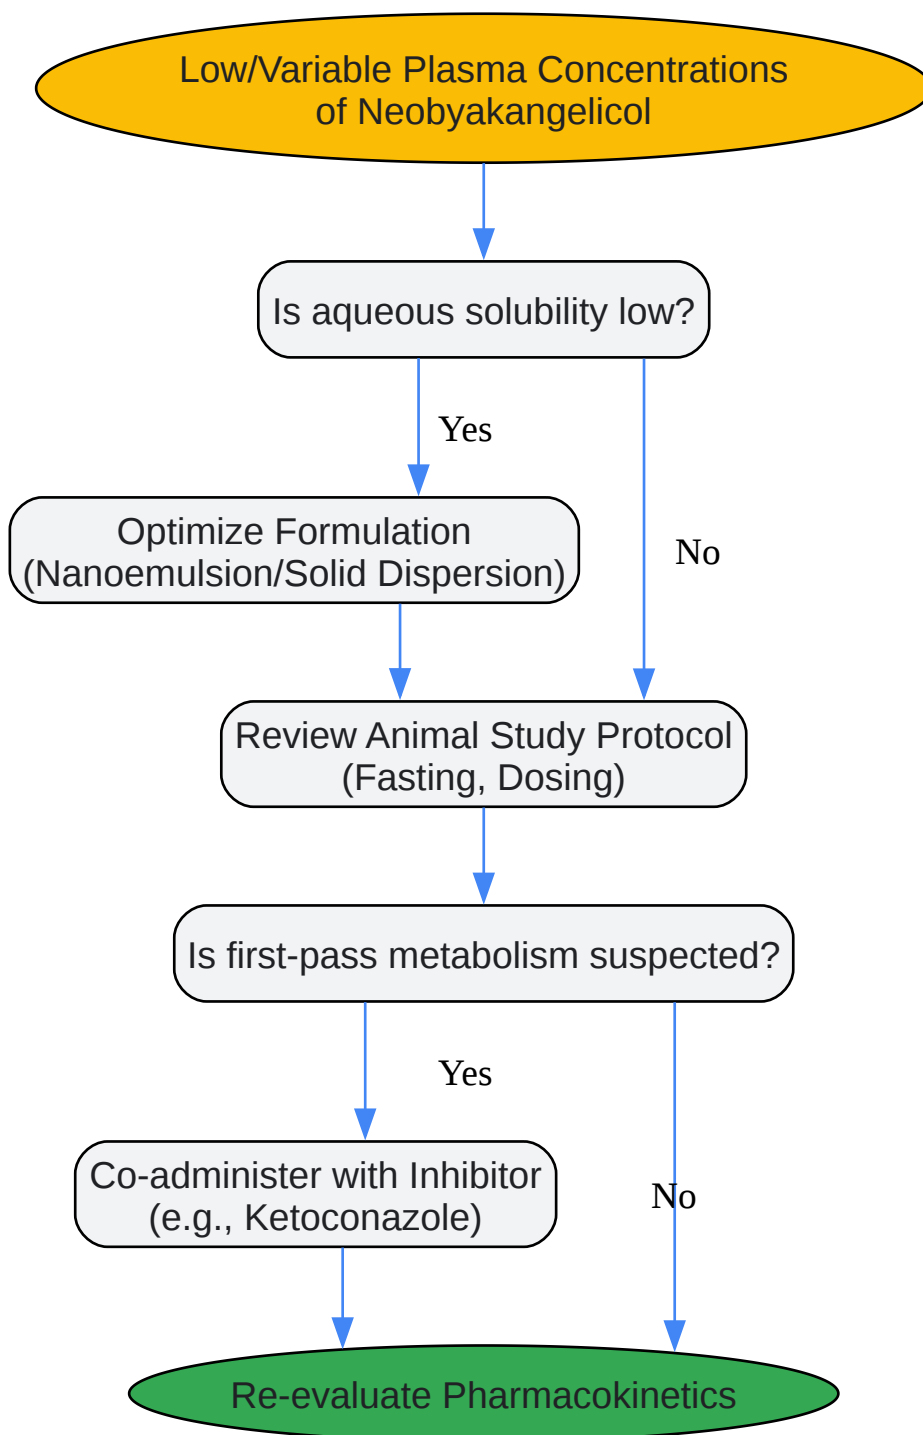 Low/Variable Plasma Concentrations
of Neobyakangelicol
Is aqueous solubility low?
Yes
Optimize Formulation
(Nanoemulsion/Solid Dispersion)
No
Review Animal Study Protocol
(Fasting, Dosing)
Is first-pass metabolism suspected?
Yes
Co-administer with Inhibitor
(e.g., Ketoconazole)
No
Re-evaluate Pharmacokinetics